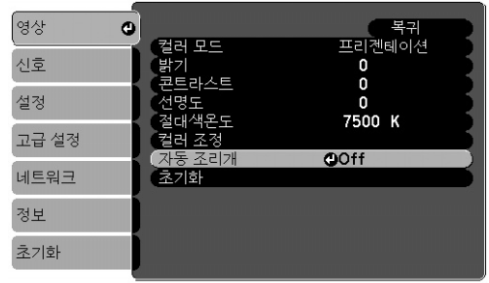 영상
신호
설정
고급 설정
네트워크
정보
초기화
복귀
컬러 모드 프리젠테이션
밝기 0
콘트라스트 0
선명도 0
절대색온도 7500 K
컬러 조정
자동 조리개 Off
초기화